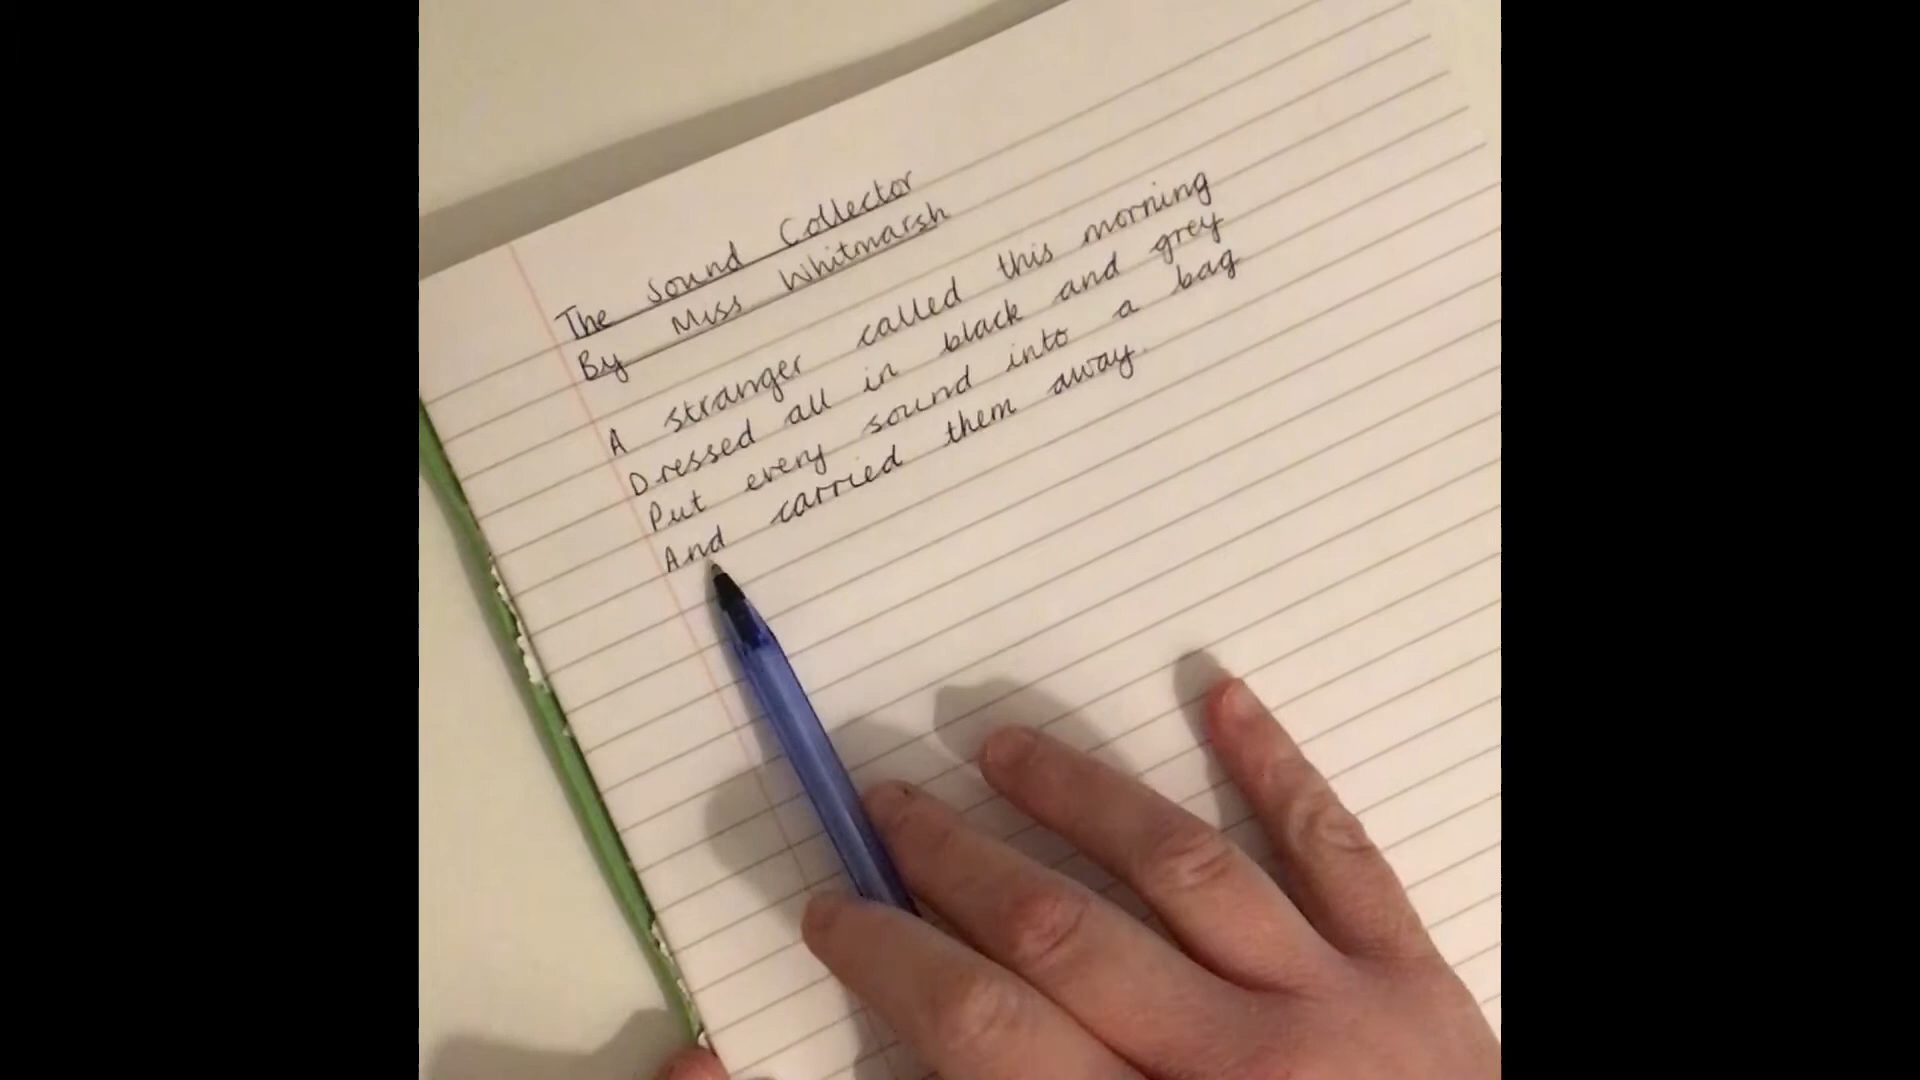 The Sound Collector
By Miss Whitmarsh
A stranger called this morning
Dressed all in black and grey
Put every sound into a bag
And carried them away.